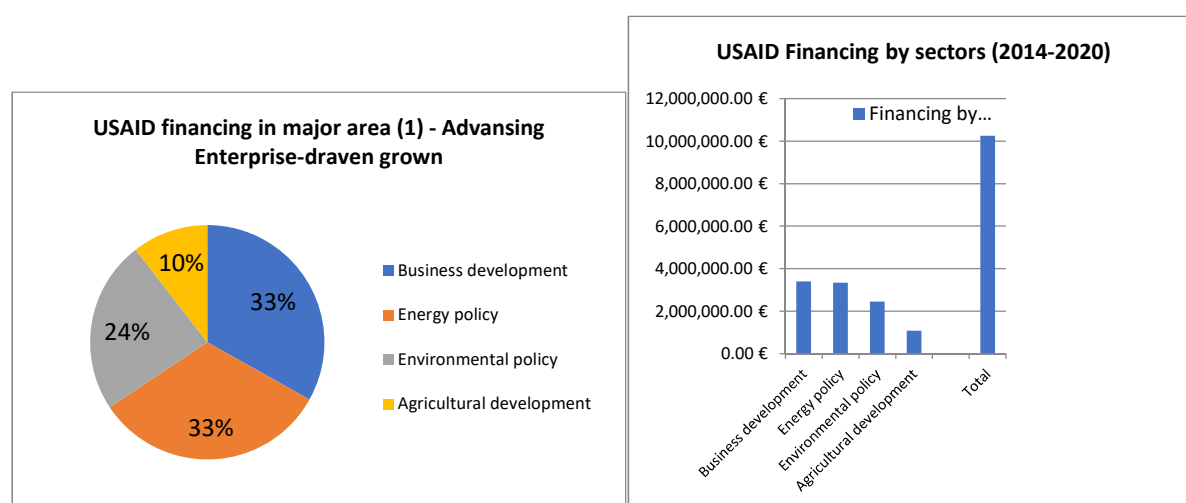 USAID financing in major area (1) - Advansing
Enterprise-draven grown
10%
33%
24%
33%
Business development
Energy policy
Environmental policy
Agricultural development
USAID Financing by sectors (2014-2020)
12,000,000.00 €
10,000,000.00 €
8,000,000.00 €
6,000,000.00 €
4,000,000.00 €
2,000,000.00 €
0.00 €
Financing by...
Business development
Energy policy
Environmental policy
Agricultural development
Total